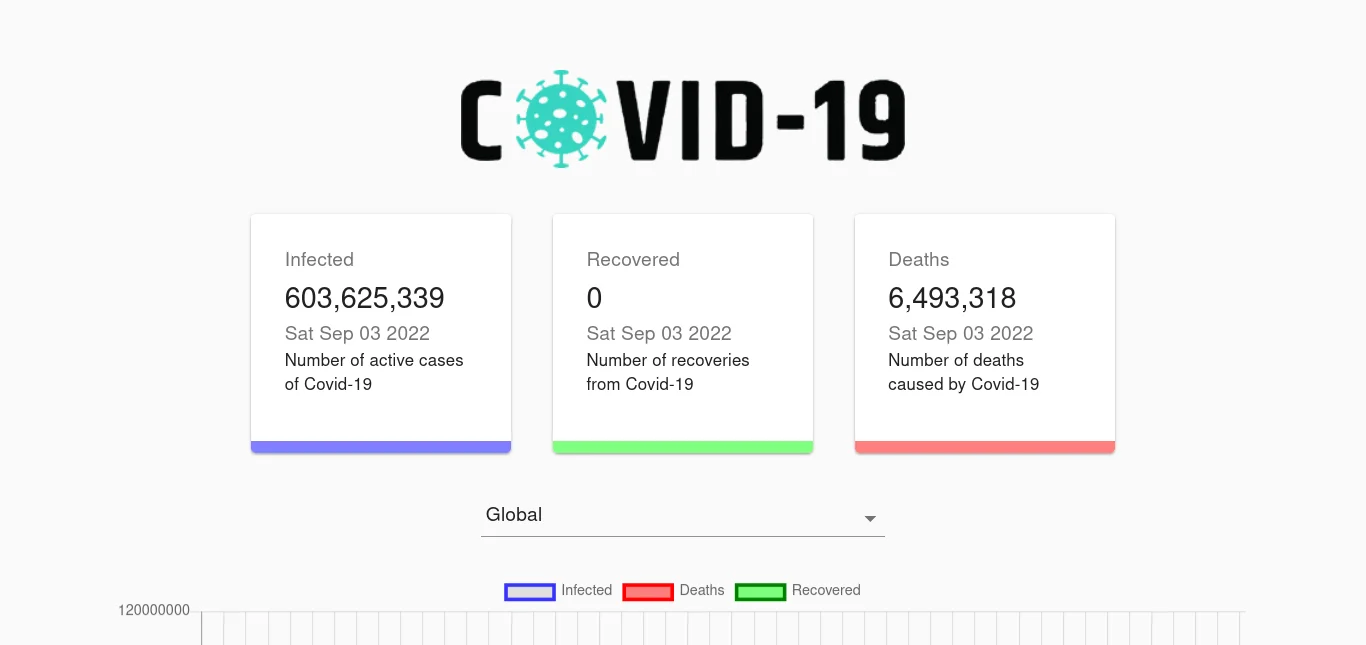 COVID-19
Infected
603,625,339
Sat Sep 03 2022
Number of active cases
of Covid-19
Recovered
0
Sat Sep 03 2022
Number of recoveries
from Covid-19
Deaths
6,493,318
Sat Sep 03 2022
Number of deaths
caused by Covid-19
Global
Infected Deaths Recovered
120000000